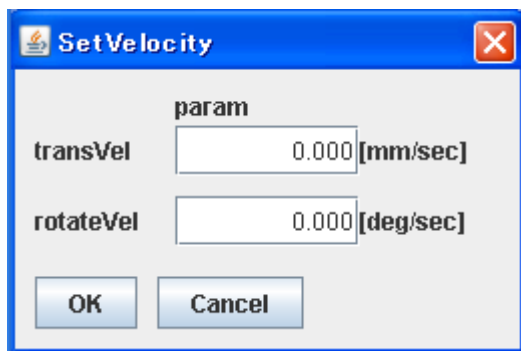 SetVelocity
param
transVel 0.000 [mm/sec]
rotateVel 0.000 [deg/sec]
OK Cancel